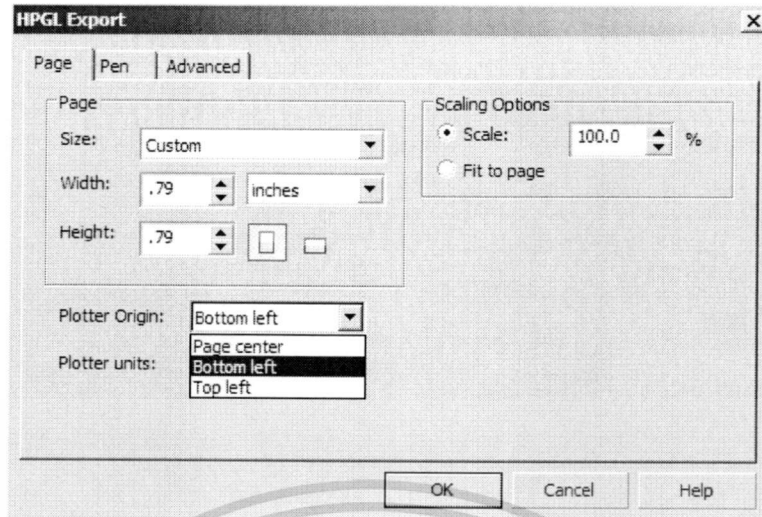 HPGL Export
Page Pen Advanced
Page
Size: Custom
Width: .79 inches
Height: .79
Scaling Options
Scale: 100.0 %
Fit to page
Plotter Origin: Bottom left
Page center
Plotter units: Bottom left
Top left
OK Cancel Help